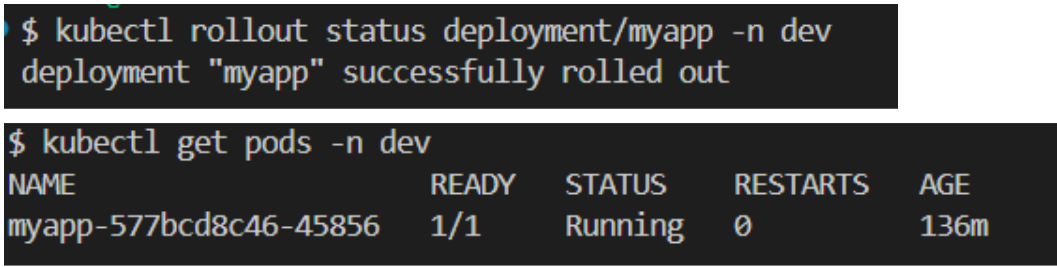 $ kubectl rollout status deployment/myapp -n dev
deployment "myapp" successfully rolled out
$ kubectl get pods -n dev
NAME READY STATUS RESTARTS AGE
myapp-577bcd8c46-45856 1/1 Running 0 136m